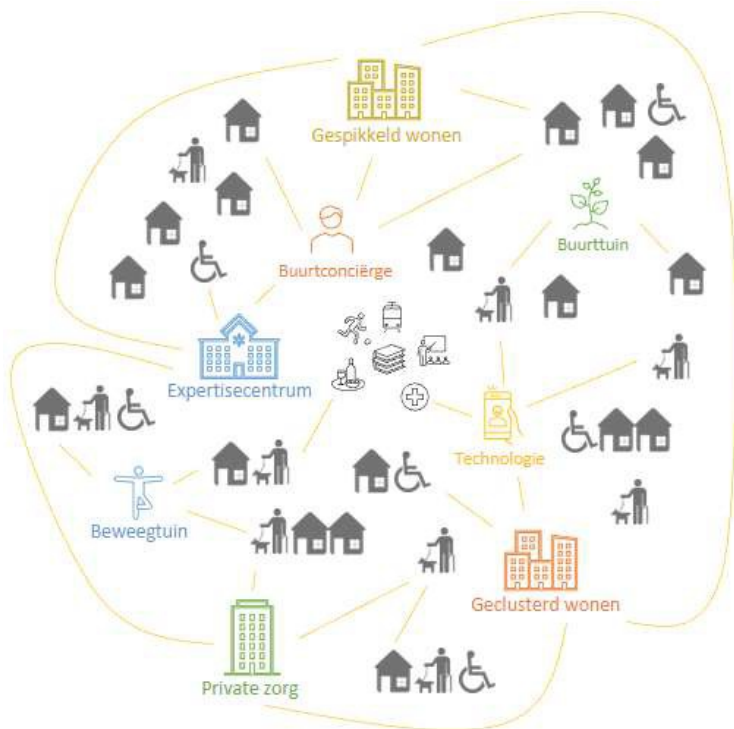 Gespikkeld wonen
Buurttuin
Buurtconciërge
Expertisecentrum
Technologie
Beweegtuin
Geclusterd wonen
Private zorg